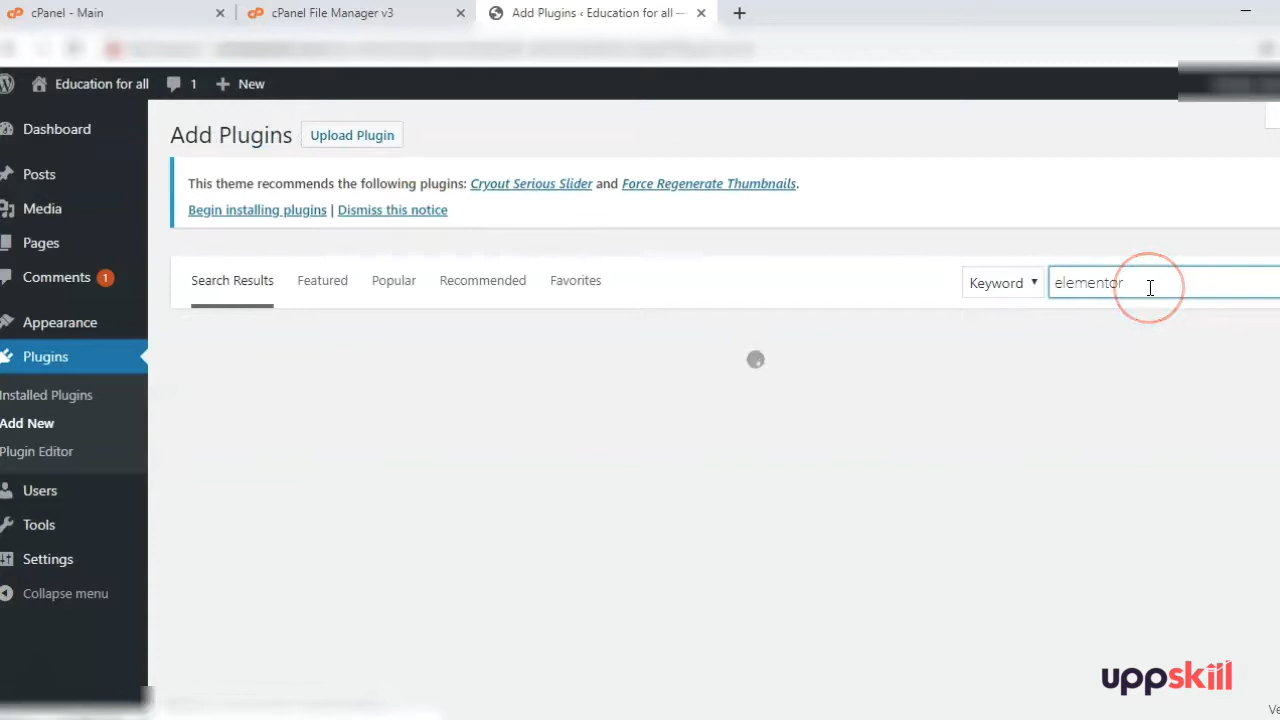 cPanel - Main
cPanel File Manager v3
Add Plugins ‹ Education for all —
Education for all
1
New
Dashboard
Posts
Media
Pages
Comments 1
Appearance
Plugins
Installed Plugins
Add New
Plugin Editor
Users
Tools
Settings
Collapse menu
Add Plugins
Upload Plugin
This theme recommends the following plugins: Cryout Serious Slider and Force Regenerate Thumbnails.
Begin installing plugins | Dismiss this notice
Search Results
Featured
Popular
Recommended
Favorites
Keyword
elementor
uppskill